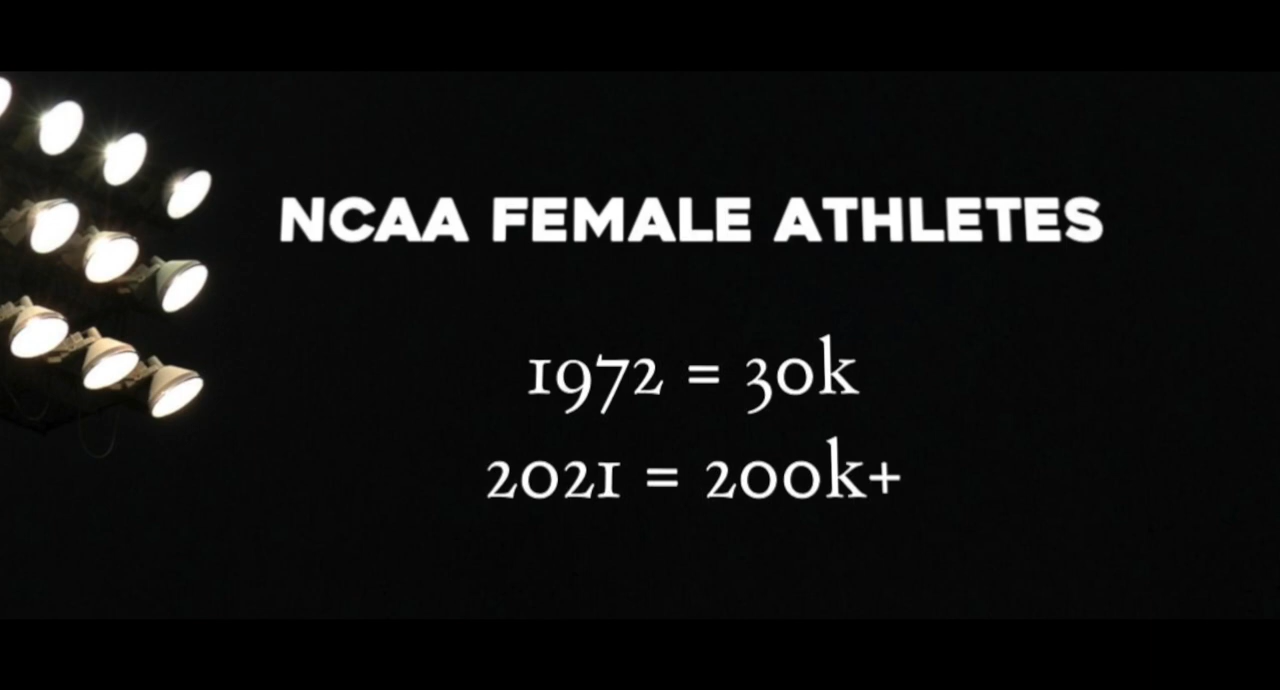 NCAA FEMALE ATHLETES
1972 = 30k
2021 = 200k+